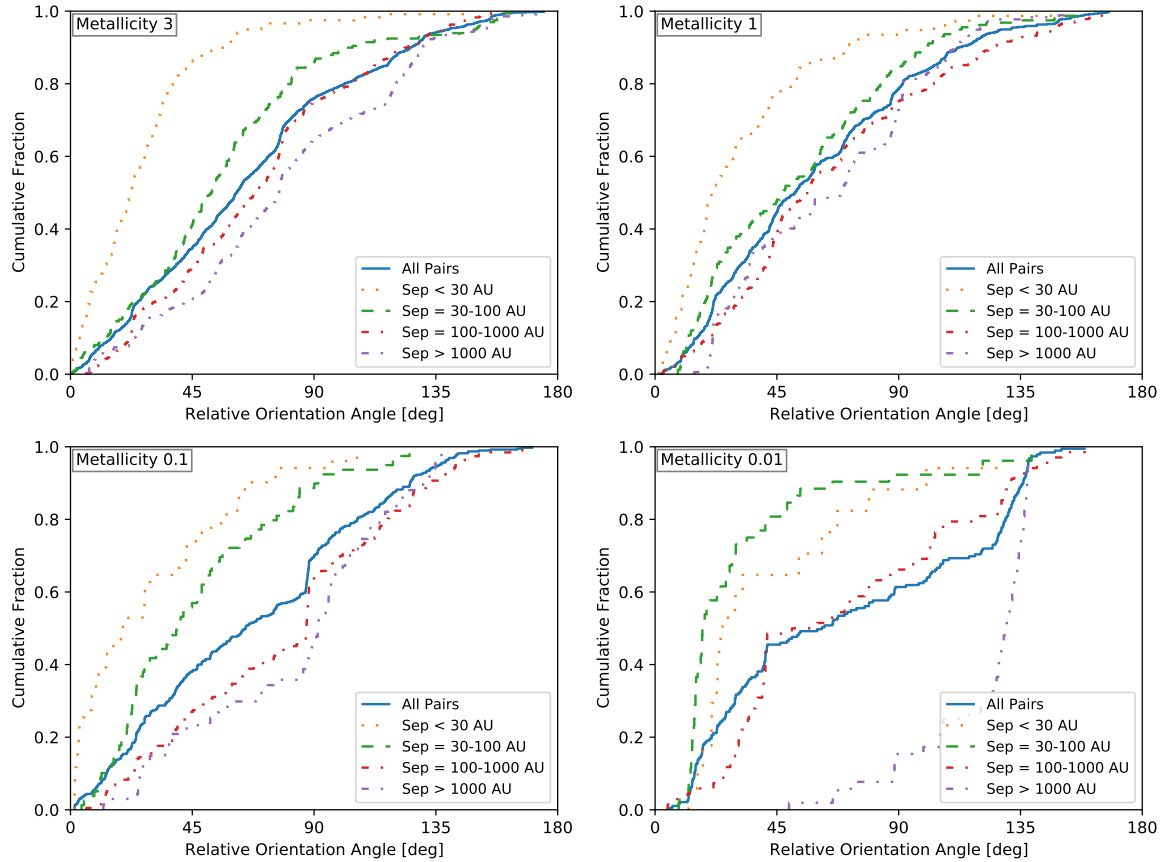 Metallicity 3
1.0
0.8
0.6
0.4
0.2
0.0
Cumulative Fraction
All Pairs
Sep < 30 AU
Sep = 30-100 AU
Sep = 100-1000 AU
Sep > 1000 AU
0 45 90 135 180
Relative Orientation Angle [deg]
Metallicity 1
1.0
0.8
0.6
0.4
0.2
0.0
Cumulative Fraction
All Pairs
Sep < 30 AU
Sep = 30-100 AU
Sep = 100-1000 AU
Sep > 1000 AU
0 45 90 135 180
Relative Orientation Angle [deg]
Metallicity 0.1
1.0
0.8
0.6
0.4
0.2
0.0
Cumulative Fraction
All Pairs
Sep < 30 AU
Sep = 30-100 AU
Sep = 100-1000 AU
Sep > 1000 AU
0 45 90 135 180
Relative Orientation Angle [deg]
Metallicity 0.01
1.0
0.8
0.6
0.4
0.2
0.0
Cumulative Fraction
All Pairs
Sep < 30 AU
Sep = 30-100 AU
Sep = 100-1000 AU
Sep > 1000 AU
0 45 90 135 180
Relative Orientation Angle [deg]